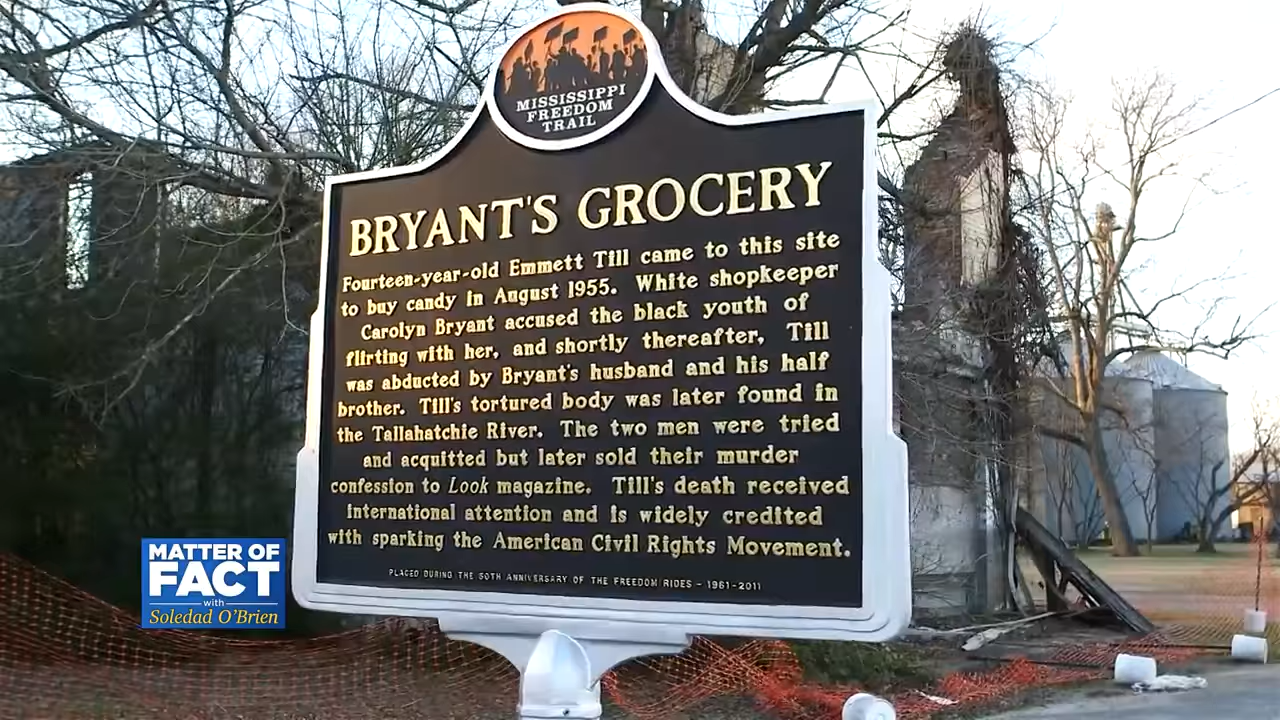 MISSISSIPPI
FREEDOM
TRAIL
BRYANT'S GROCERY
Fourteen-year-old Emmett Till came to this site
to buy candy in August 1955. White shopkeeper
Carolyn Bryant accused the black youth of
flirting with her, and shortly thereafter, Till
was abducted by Bryant's husband and his half
brother. Till's tortured body was later found in
the Tallahatchie River. The two men were tried
and acquitted but later sold their murder
confession to Look magazine. Till's death received
international attention and is widely credited
with sparking the American Civil Rights Movement.
PLACED DURING THE 50TH ANNIVERSARY OF THE FREEDOM RIDES – 1961-2011
MATTER OF
FACT
with
Soledad O'Brien